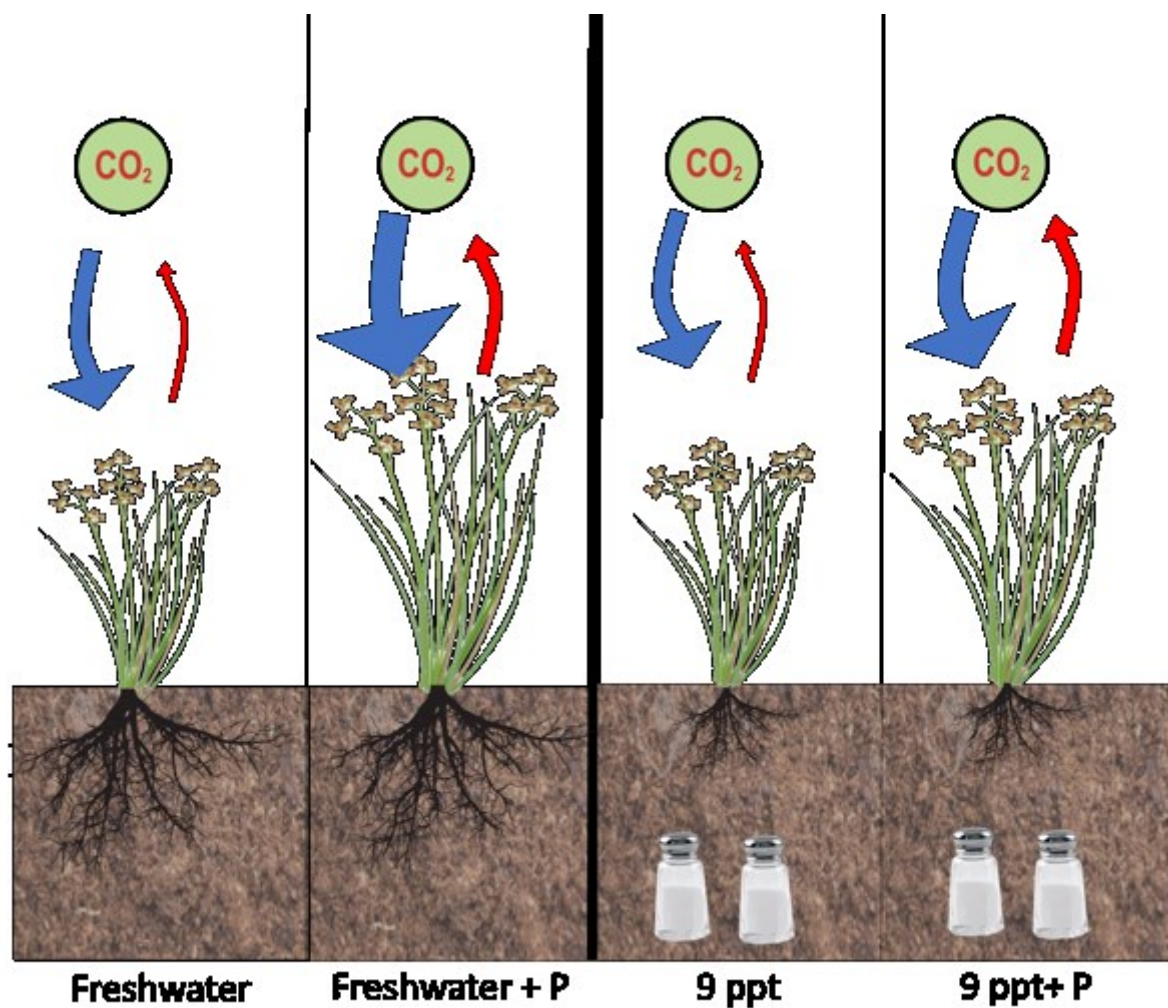 CO₂
CO₂
CO₂
CO₂
Freshwater
Freshwater + P
9 ppt
9 ppt+ P